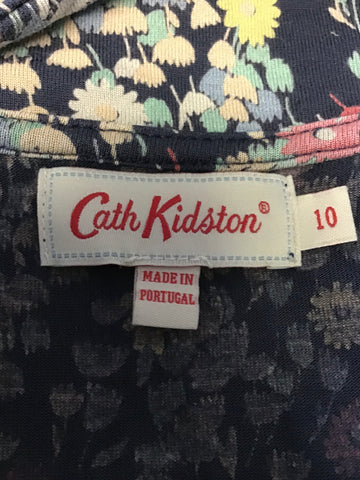 Cath Kidston®
10
MADE IN
PORTUGAL